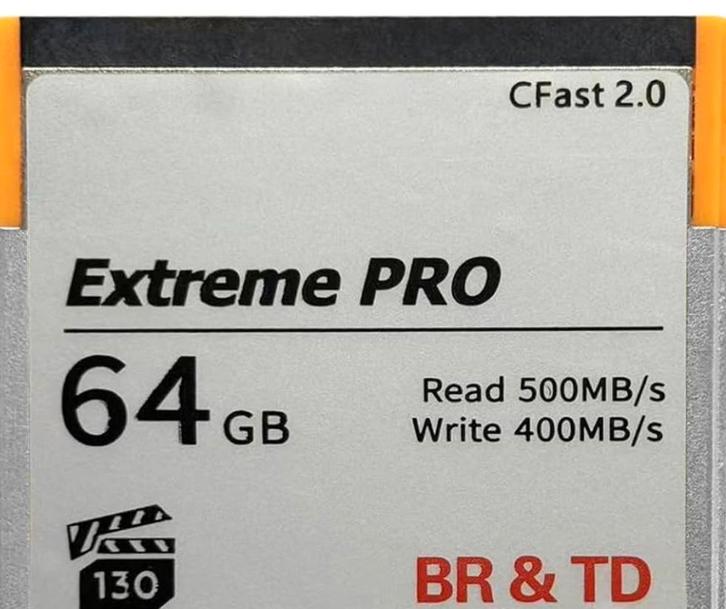 CFast 2.0
Extreme PRO
64 GB
Read 500MB/s
Write 400MB/s
130
BR & TD